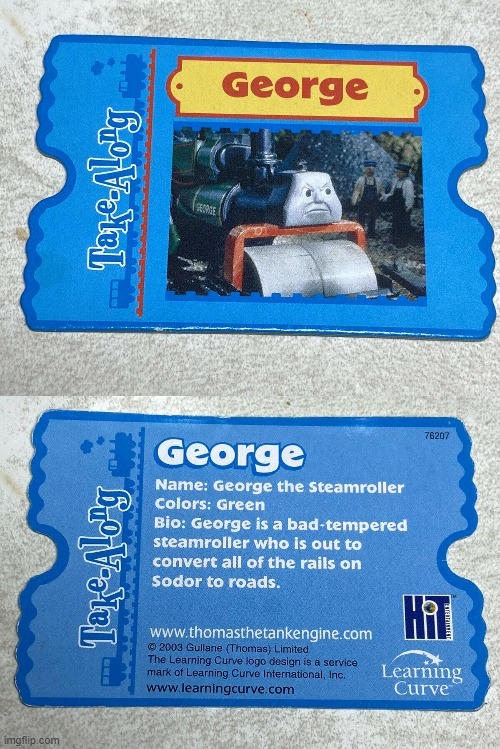 George
Take-Along
GEORGE
76207
George
Name: George the Steamroller
Colors: Green
Bio: George is a bad-tempered
steamroller who is out to
convert all of the rails on
Sodor to roads.
Take-Along
HiT
ENTERTAINMENT
www.thomasthetankengine.com
© 2003 Gullane (Thomas) Limited
The Learning Curve logo design is a service
mark of Learning Curve International, Inc.
www.learningcurve.com
Learning
Curve™
imgflip.com